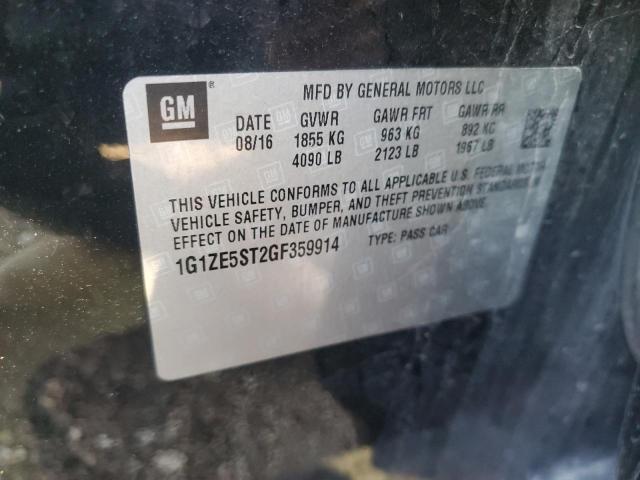 GM ®
MFD BY GENERAL MOTORS LLC
DATE GVWR GAWR FRT GAWR RR
08/16 1855 KG 963 KG 892 KG
4090 LB 2123 LB 1967 LB
THIS VEHICLE CONFORMS TO ALL APPLICABLE U.S. FEDERAL MOTOR
VEHICLE SAFETY, BUMPER, AND THEFT PREVENTION STANDARDS IN
EFFECT ON THE DATE OF MANUFACTURE SHOWN ABOVE.
1G1ZE5ST2GF359914 TYPE: PASS CAR